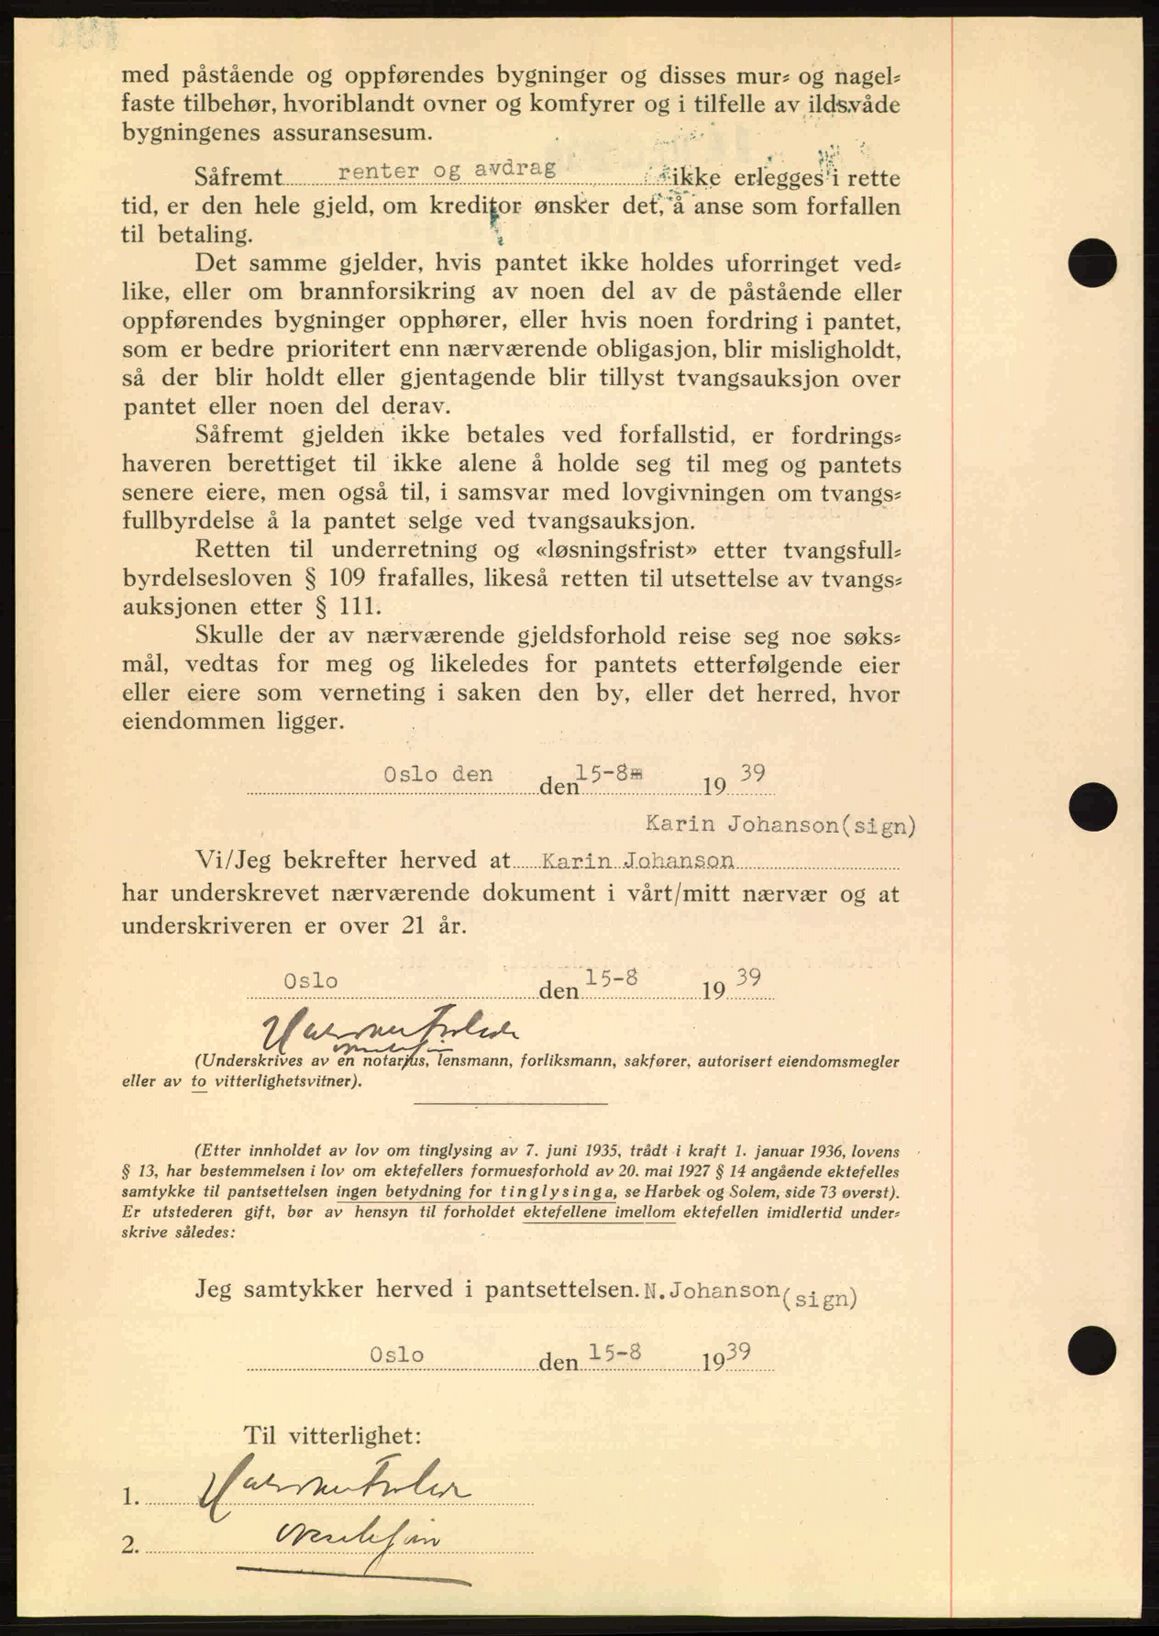 med påstående og oppførendes bygninger og disses mur⸗ og nagel⸗
faste tilbehør, hvoriblandt ovner og komfyrer og i tilfelle av ildsvåde
bygningenes assuransesum.
Såfremt renter og avdrag ikke erlegges i rette
tid, er den hele gjeld, om kreditor ønsker det, å anse som forfallen
til betaling.
Det samme gjelder, hvis pantet ikke holdes uforringet ved⸗
like, eller om brannforsikring av noen del av de påstående eller
oppførendes bygninger opphører, eller hvis noen fordring i pantet,
som er bedre prioritert enn nærværende obligasjon, blir misligholdt,
så der blir holdt eller gjentagende blir tillyst tvangsauksjon over
pantet eller noen del derav.
Såfremt gjelden ikke betales ved forfallstid, er fordrings⸗
haveren berettiget til ikke alene å holde seg til meg og pantets
senere eiere, men også til, i samsvar med lovgivningen om tvangs⸗
fullbyrdelse å la pantet selge ved tvangsauksjon.
Retten til underretning og «løsningsfrist» etter tvangsfull⸗
byrdelsesloven § 109 frafalles, likeså retten til utsettelse av tvangs⸗
auksjonen etter § 111.
Skulle der av nærværende gjeldsforhold reise seg noe søks⸗
mål, vedtas for meg og likeledes for pantets etterfølgende eier
eller eiere som verneting i saken den by, eller det herred, hvor
eiendommen ligger.
Oslo den den 15-8 19 39
Karin Johanson(sign)
Vi/Jeg bekrefter herved at Karin Johanson
har underskrevet nærværende dokument i vårt/mitt nærvær og at
underskriveren er over 21 år.
Oslo den 15-8 19 39
(Underskrives av en notarius, lensmann, forliksmann, sakfører, autorisert eiendomsmegler
eller av to vitterlighetsvitner).
(Etter innholdet av lov om tinglysing av 7. juni 1935, trådt i kraft 1. januar 1936, lovens
§ 13, har bestemmelsen i lov om ektefellers formuesforhold av 20. mai 1927 § 14 angående ektefelles
samtykke til pantsettelsen ingen betydning for tinglysinga, se Harbek og Solem, side 73 øverst).
Er utstederen gift, bør av hensyn til forholdet ektefellene imellom ektefellen imidlertid under⸗
skrive således:
Jeg samtykker herved i pantsettelsen. N. Johanson (sign)
Oslo den 15-8 19 39
Til vitterlighet:
1.
2.